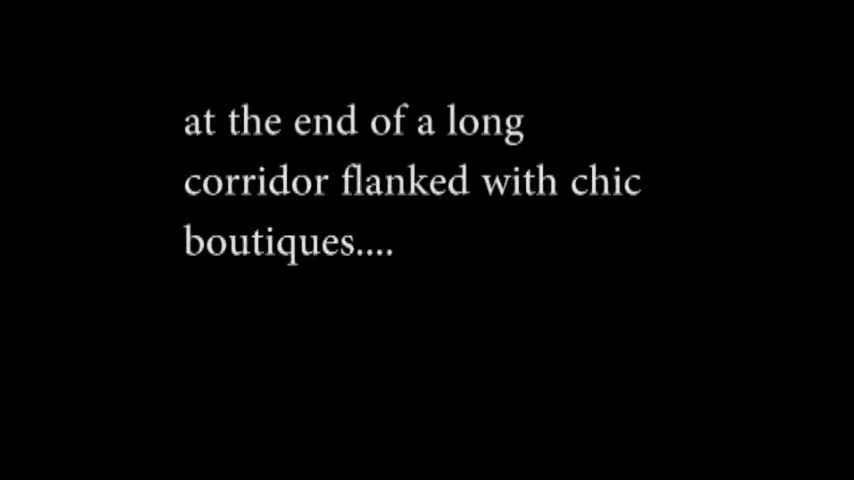 at the end of a long
corridor flanked with chic
boutiques....